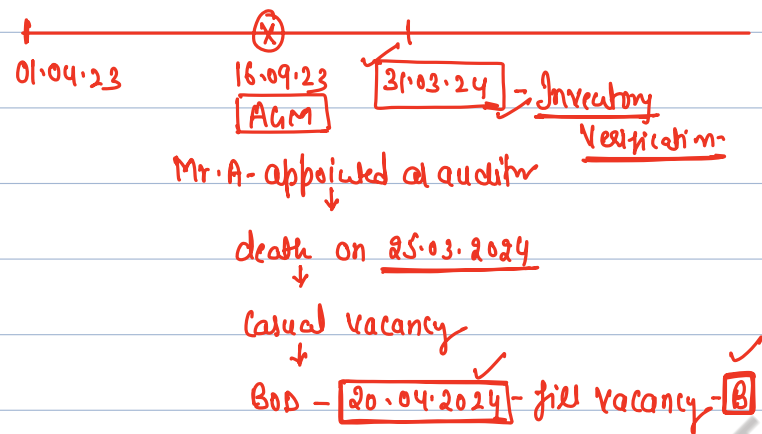 01.04.23 16.09.23 31.03.24 - Inventory
AGM Verification
Mr. A - appointed as auditor
death on 25.03.2024
Casual vacancy
BOD - 20.04.2024 - fill vacancy - B